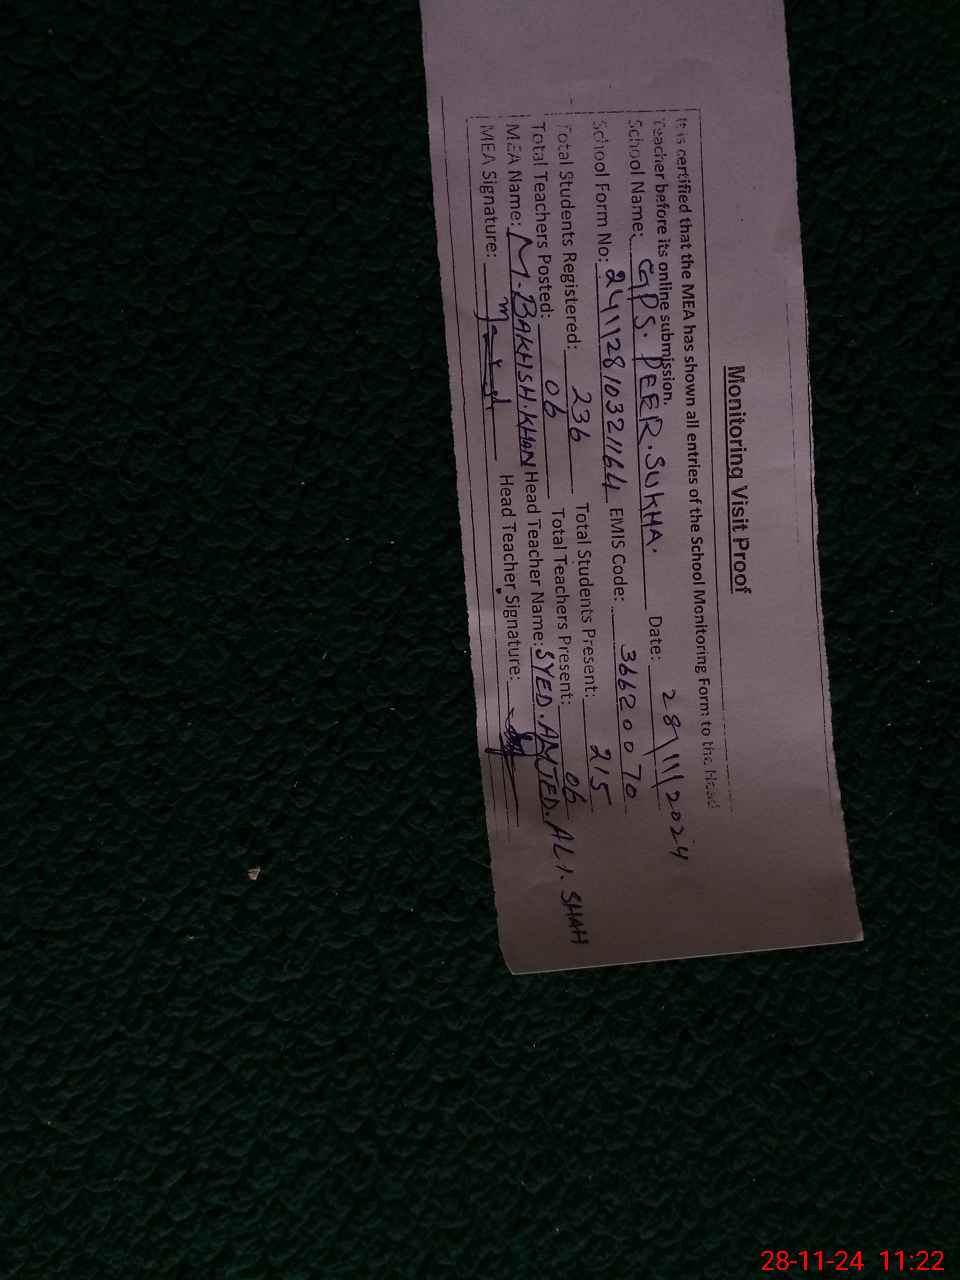 Monitoring Visit Proof
It is certified that the MEA has shown all entries of the School Monitoring Form to the Head
Teacher before its online submission.
School Name: GPS. PEER. SUKHA. Date: 28/11/2024
School Form No: 24112810321164 EMIS Code: 36620070
Total Students Registered: 236 Total Students Present: 215
Total Teachers Posted: 06 Total Teachers Present: 06
MEA Name: M. BAKHSH. KHAN Head Teacher Name: SYED. AMJED. ALI. SHAH
MEA Signature: Head Teacher Signature:
28-11-24 11:22